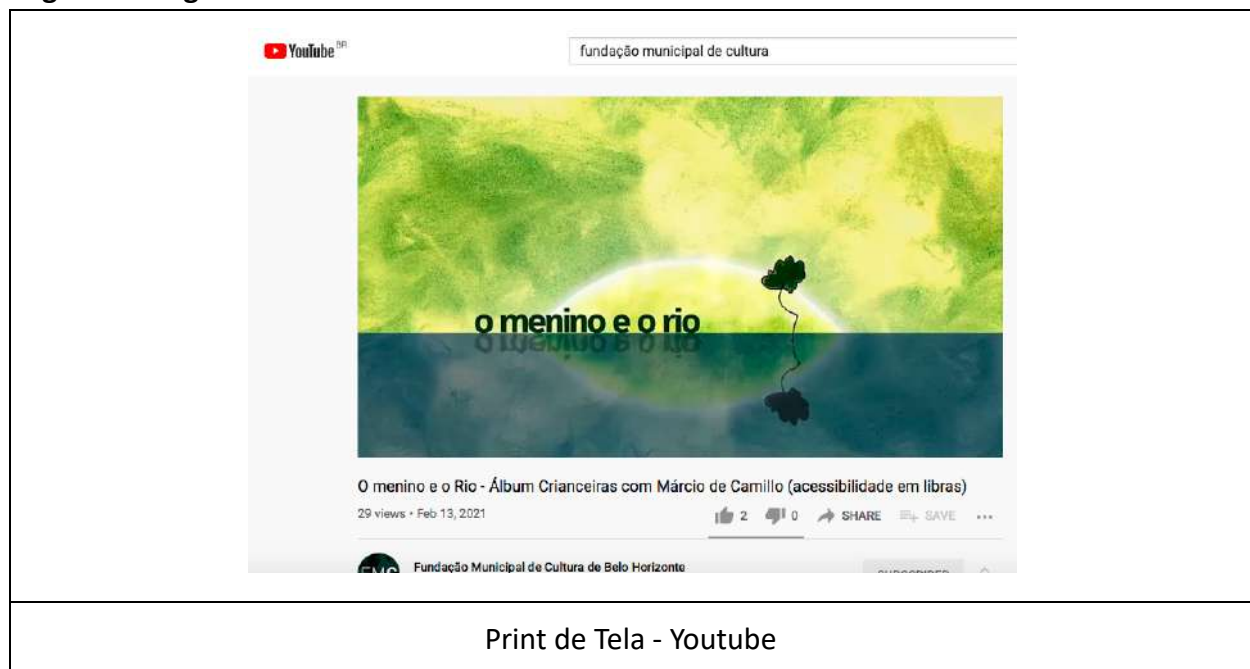 YouTube BR
fundação municipal de cultura
o menino e o rio
O menino e o Rio - Álbum Crianceiras com Márcio de Camillo (acessibilidade em libras)
29 views • Feb 13, 2021
2 0 SHARE SAVE ...
FMC Fundação Municipal de Cultura de Belo Horizonte
SUBSCRIBED
Print de Tela - Youtube